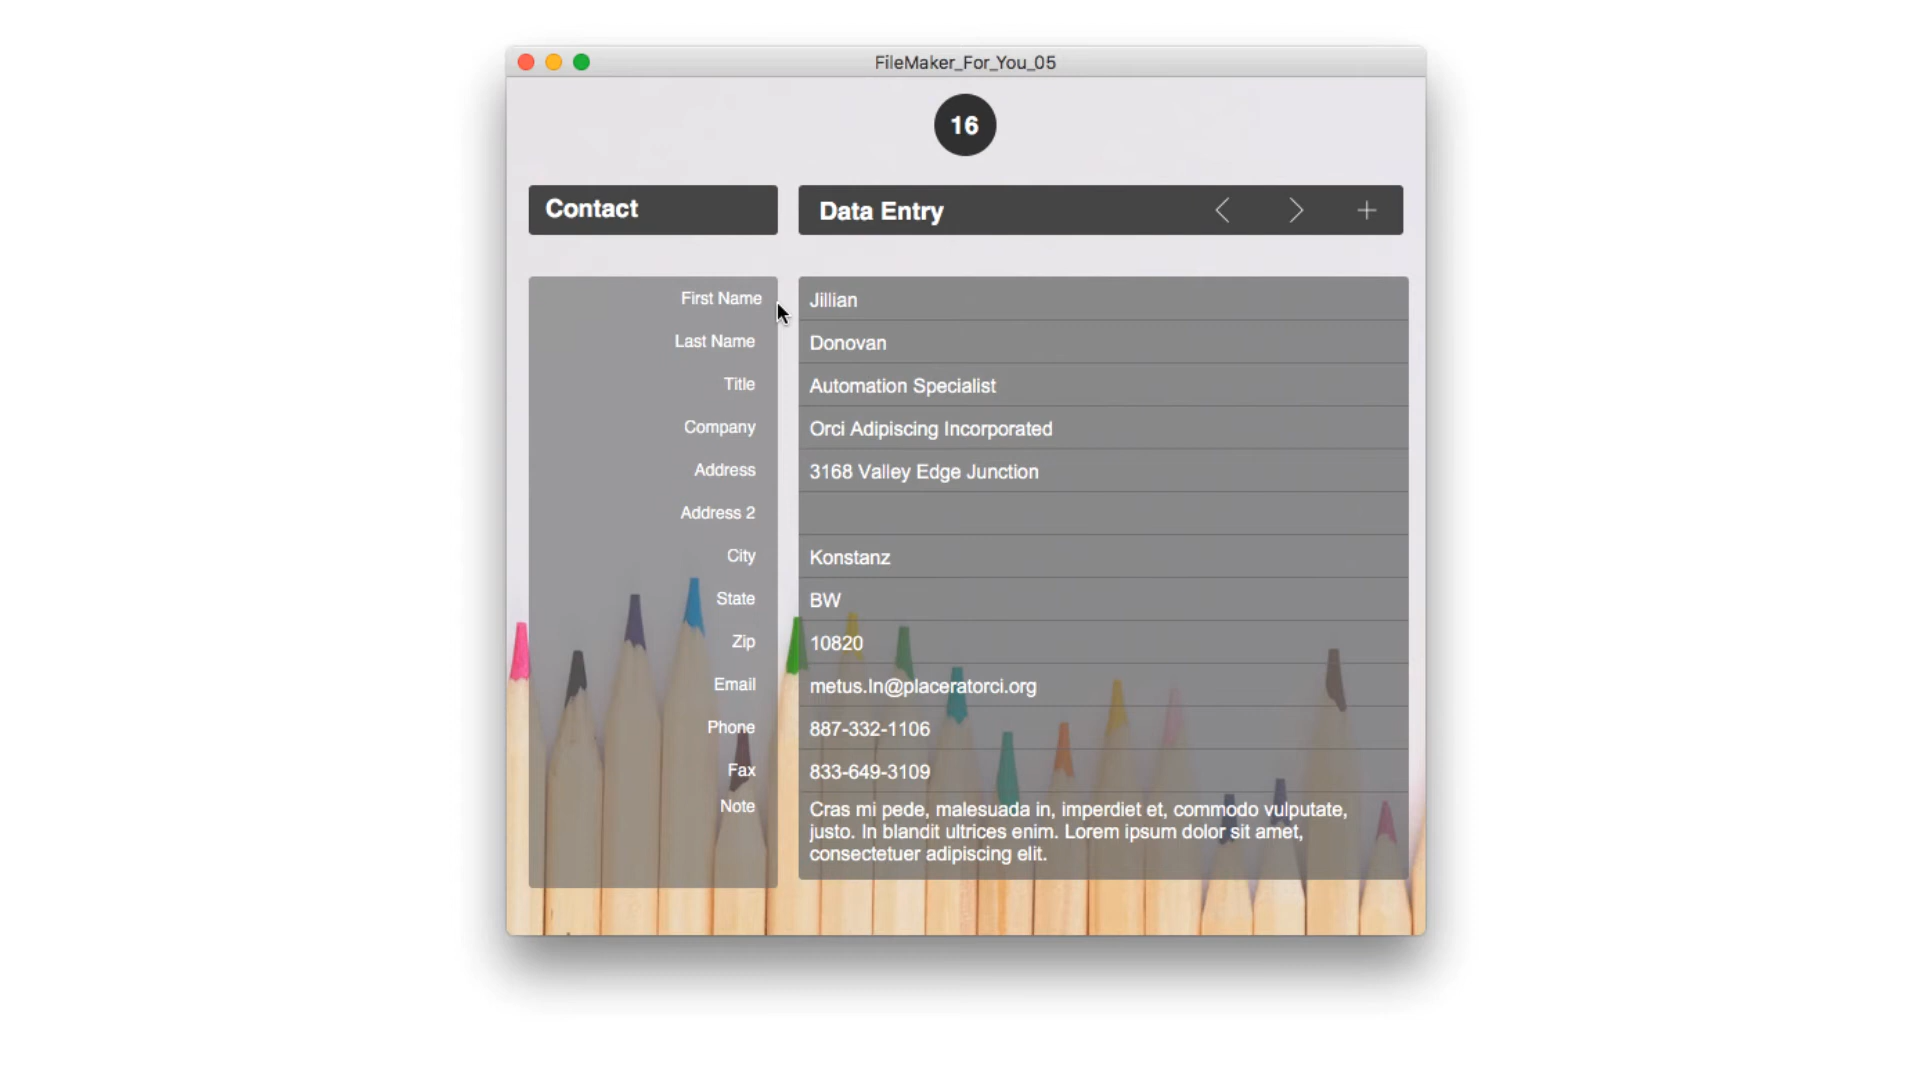 FileMaker_For_You_05
16
Contact
Data Entry
First Name
Jillian
Last Name
Donovan
Title
Automation Specialist
Company
Orci Adipiscing Incorporated
Address
3168 Valley Edge Junction
Address 2
City
Konstanz
State
BW
Zip
10820
Email
metus.In@placeratorci.org
Phone
887-332-1106
Fax
833-649-3109
Note
Cras mi pede, malesuada in, imperdiet et, commodo vulputate,
justo. In blandit ultrices enim. Lorem ipsum dolor sit amet,
consectetuer adipiscing elit.